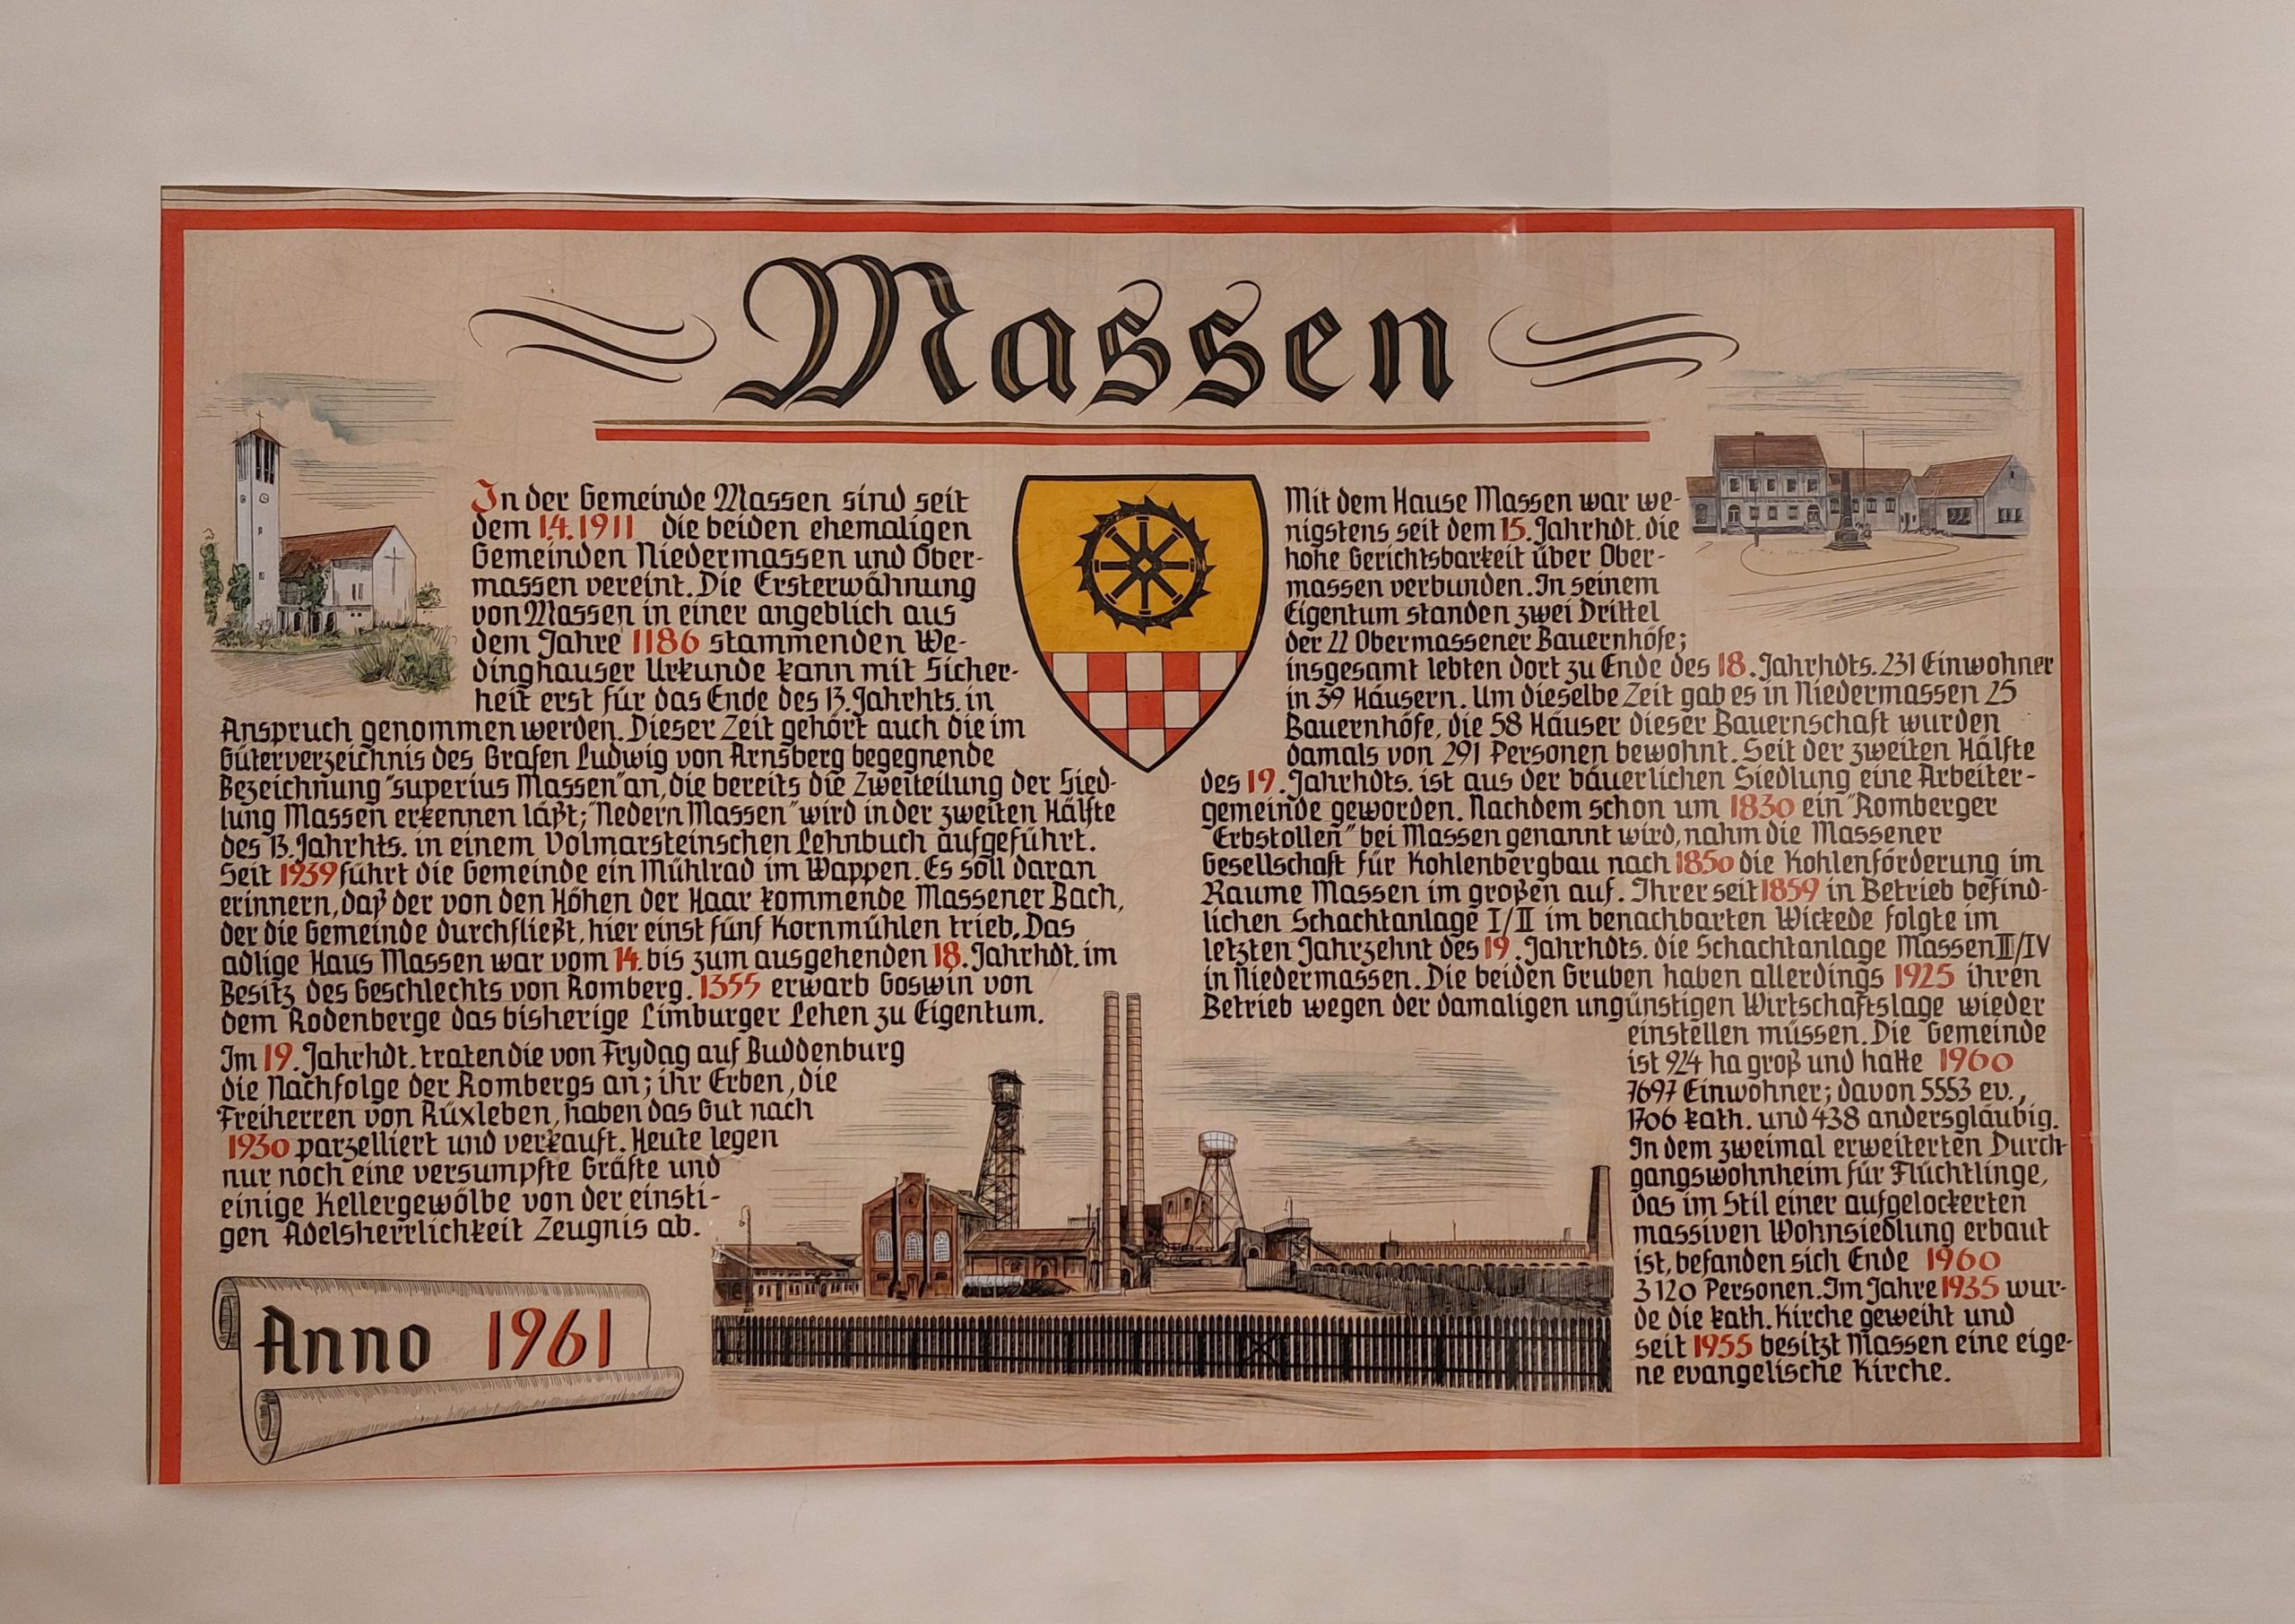 Massen
In der Gemeinde Massen sind seit
dem 1.4.1911 die beiden ehemaligen
Gemeinden Niedermassen und Ober-
massen vereint. Die Ersterwähnung
von Massen in einer angeblich aus
dem Jahre 1186 stammenden We-
dinghauser Urkunde kann mit Sicher-
heit erst für das Ende des 13. Jahrhts. in
Anspruch genommen werden. Dieser Zeit gehört auch die im
Güterverzeichnis des Grafen Ludwig von Arnsberg begegnende
Bezeichnung "superius Massen" an, die bereits die Zweiteilung der Sied-
lung Massen erkennen läßt; "Nedern Massen" wird in der zweiten Hälfte
des 13. Jahrhts. in einem Volmarsteinschen Lehnbuch aufgeführt.
Seit 1939 führt die Gemeinde ein Mühlrad im Wappen. Es soll daran
erinnern, daß der von den Höhen der Haar kommende Massener Bach,
der die Gemeinde durchfließt, hier einst fünf Kornmühlen trieb. Das
adlige Haus Massen war vom 14. bis zum ausgehenden 18. Jahrhdt. im
Besitz des Geschlechts von Romberg. 1355 erwarb Goswin von
dem Rodenberge das bisherige Limburger Lehen zu Eigentum.
Im 19. Jahrhdt. traten die von Frydag auf Buddenburg
die Nachfolge der Rombergs an; ihr Erben, die
Freiherren von Rüxleben, haben das Gut nach
1930 parzelliert und verkauft. Heute legen
nur noch eine versumpfte Gräfte und
einige Kellergewölbe von der einsti-
gen Adelsherrlichkeit Zeugnis ab.
Anno 1961
Mit dem Hause Massen war we-
nigstens seit dem 15. Jahrhdt. die
hohe Gerichtsbarkeit über Ober-
massen verbunden. In seinem
Eigentum standen zwei Drittel
der 22 Obermassener Bauernhöfe;
insgesamt lebten dort zu Ende des 18. Jahrhdts. 231 Einwohner
in 39 Häusern. Um dieselbe Zeit gab es in Niedermassen 25
Bauernhöfe, die 58 Häuser dieser Bauernschaft wurden
damals von 291 Personen bewohnt. Seit der zweiten Hälfte
des 19. Jahrhdts. ist aus der bäuerlichen Siedlung eine Arbeiter-
gemeinde geworden. Nachdem schon um 1830 ein "Romberger
Erbstollen" bei Massen genannt wird, nahm die Massener
Gesellschaft für Kohlenbergbau nach 1850 die Kohlenförderung im
Raume Massen im großen auf. Ihrer seit 1859 in Betrieb befind-
lichen Schachtanlage I/II im benachbarten Wickede folgte im
letzten Jahrzehnt des 19. Jahrhdts. die Schachtanlage Massen III/IV
in Niedermassen. Die beiden Gruben haben allerdings 1925 ihren
Betrieb wegen der damaligen ungünstigen Wirtschaftslage wieder
einstellen müssen. Die Gemeinde
ist 924 ha groß und hatte 1960
7697 Einwohner; davon 5553 ev.,
1706 kath. und 438 andersgläubig.
In dem zweimal erweiterten Durch-
gangswohnheim für Flüchtlinge,
das im Stil einer aufgelockerten
massiven Wohnsiedlung erbaut
ist, befanden sich Ende 1960
3120 Personen. Im Jahre 1935 wur-
de die kath. Kirche geweiht und
seit 1955 besitzt Massen eine eige-
ne evangelische Kirche.